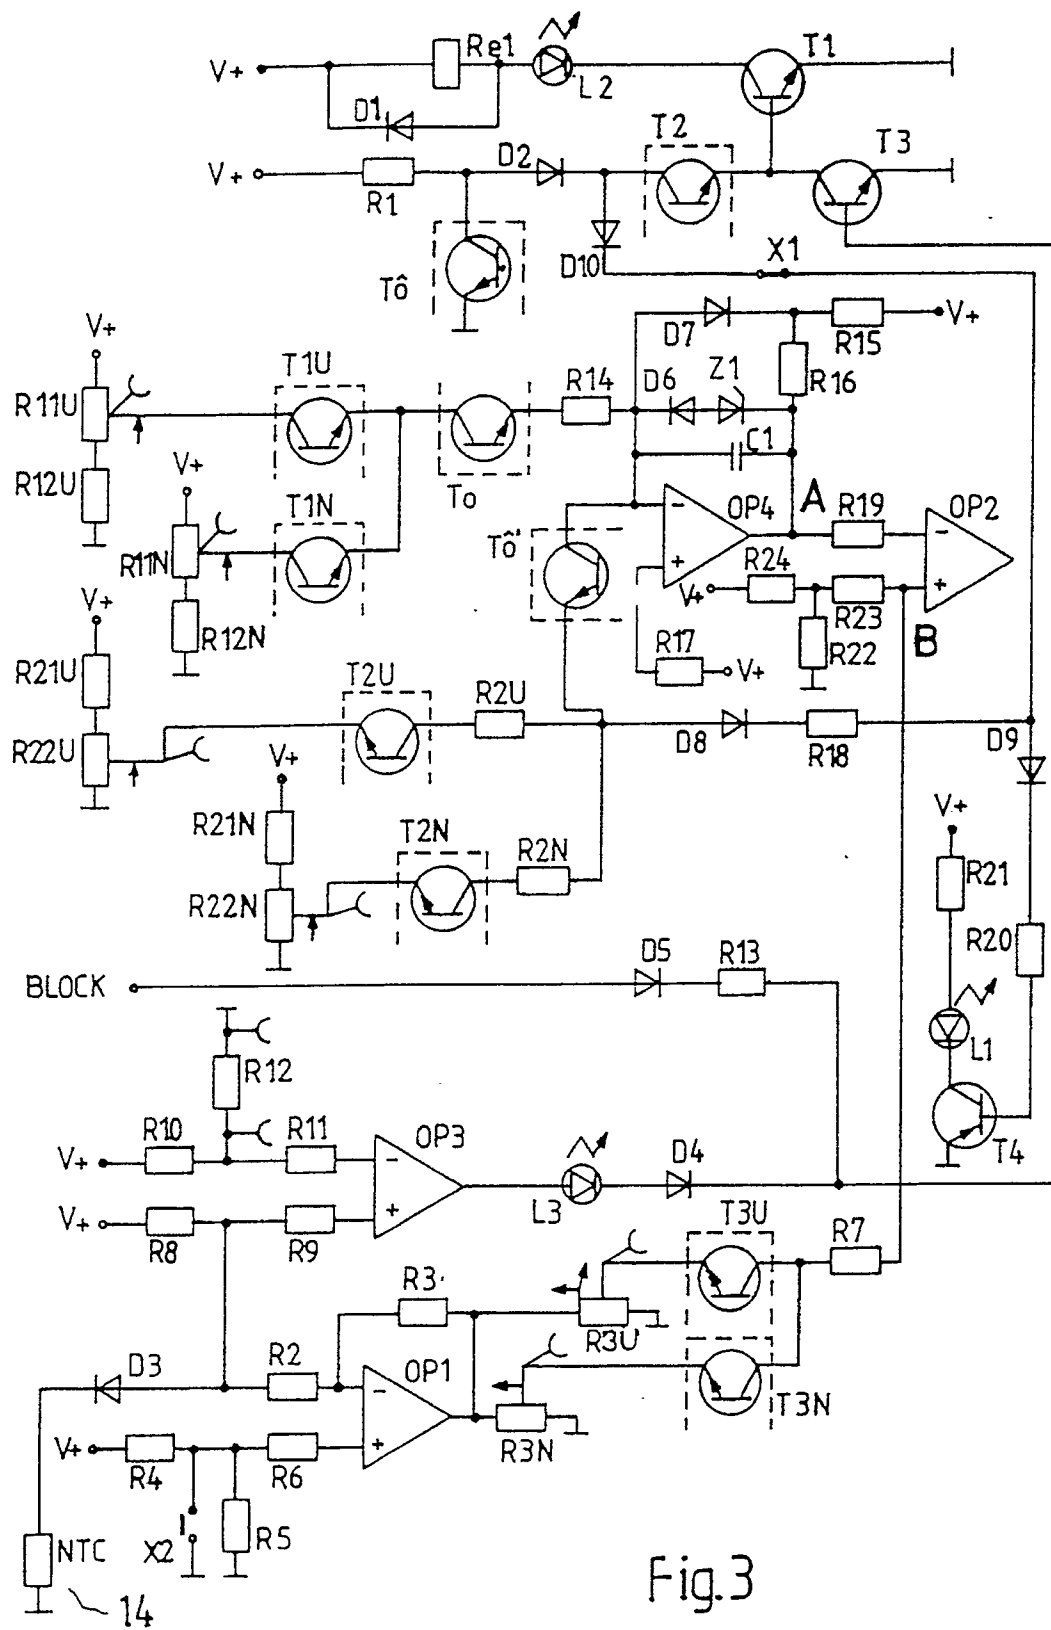 Re1
T1
V+
L2
D1
T2
D2
T3
V+
R1
D10
X1
Tô
V+
D7
R15
V+
T1U
R14
D6
Z1
R16
R11U
V+
C1
R12U
T1N
To
A
OP4
R19
OP2
Tô'
R24
R11N
V+
V+
R23
R12N
R22
B
R21U
R17
V+
T2U
R2U
R22U
D8
R18
D9
V+
V+
R21N
T2N
R2N
R21
R22N
R20
D5
R13
BLOCK
L1
R12
R10
R11
OP3
T4
V+
D4
V+
L3
T3U
R8
R9
R7
R3
R3U
D3
R2
OP1
T3N
V+
R3N
R4
R6
NTC
X2
R5
Fig.3
14